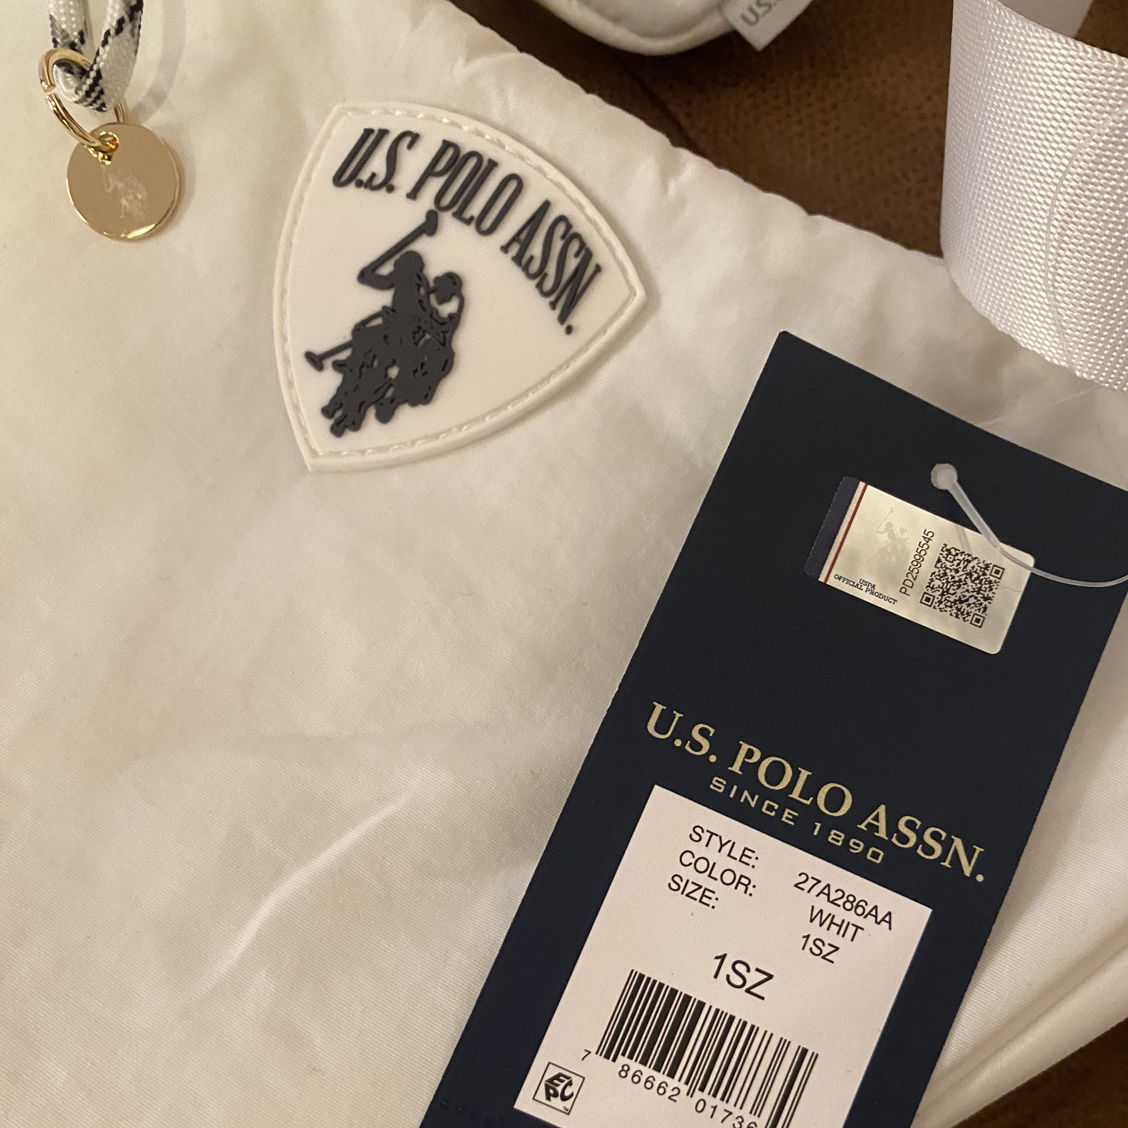 U.S.
U.S. POLO ASSN.
USPA
OFFICIAL PRODUCT
PD25995545
U.S. POLO ASSN.
SINCE 1890
STYLE: 27A286AA
COLOR: WHIT
SIZE: 1SZ
1SZ
7 86662 01736
EPC